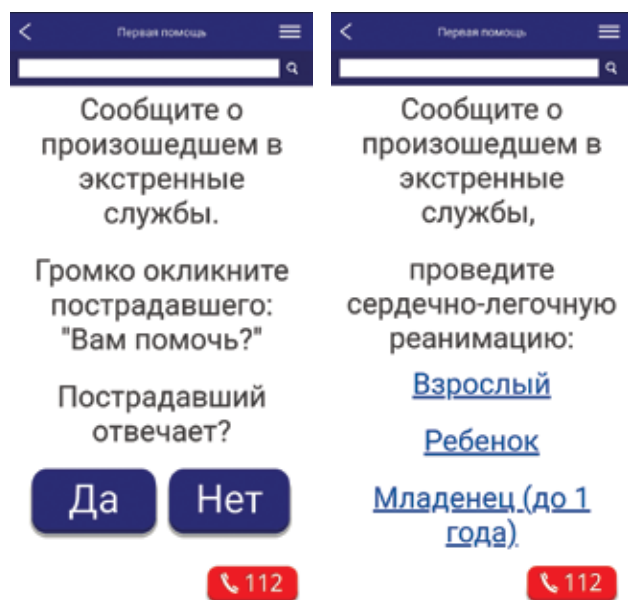 Первая помощь
Сообщите о
произошедшем в
экстренные
службы.
Громко окликните
пострадавшего:
"Вам помочь?"
Пострадавший
отвечает?
Да
Нет
112
Первая помощь
Сообщите о
произошедшем в
экстренные
службы,
проведите
сердечно-легочную
реанимацию:
Взрослый
Ребенок
Младенец (до 1
года)
112